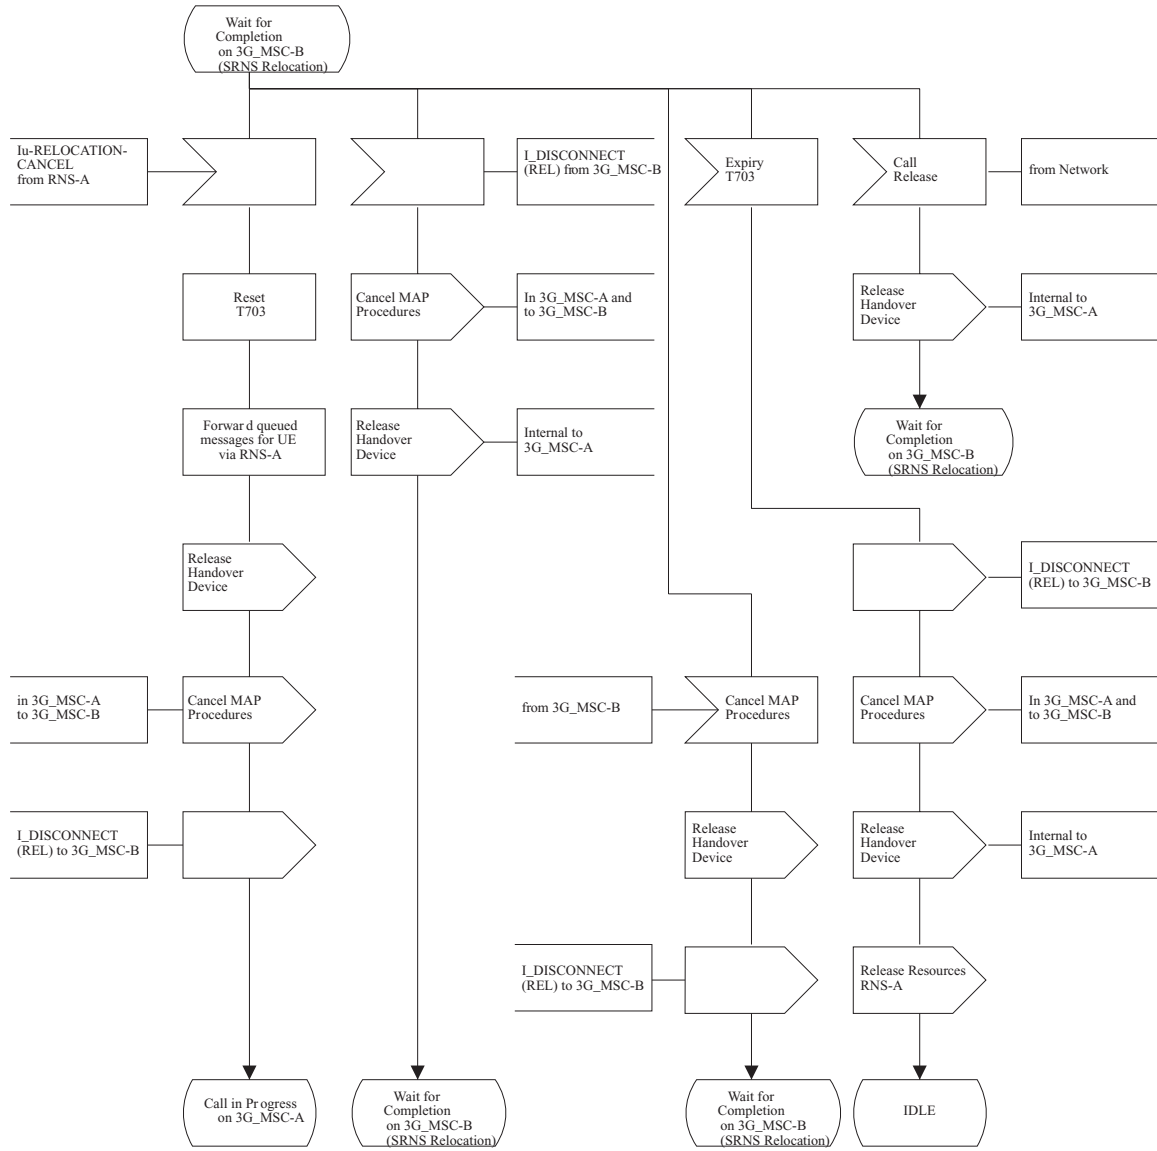 Wait for
Completion
on 3G_MSC-B
(SRNS Relocation)
Iu-RELOCATION-
CANCEL
from RNS-A
I_DISCONNECT
(REL) from 3G_MSC-B
Expiry
T703
Call
Release
from Network
Reset
T703
Cancel MAP
Procedures
In 3G_MSC-A and
to 3G_MSC-B
Release
Handover
Device
Internal to
3G_MSC-A
Forward queued
messages for UE
via RNS-A
Release
Handover
Device
Internal to
3G_MSC-A
Wait for
Completion
on 3G_MSC-B
(SRNS Relocation)
Release
Handover
Device
I_DISCONNECT
(REL) to 3G_MSC-B
in 3G_MSC-A
to 3G_MSC-B
Cancel MAP
Procedures
from 3G_MSC-B
Cancel MAP
Procedures
Cancel MAP
Procedures
In 3G_MSC-A and
to 3G_MSC-B
I_DISCONNECT
(REL) to 3G_MSC-B
Release
Handover
Device
Release
Handover
Device
Internal to
3G_MSC-A
I_DISCONNECT
(REL) to 3G_MSC-B
Release Resources
RNS-A
Call in Progress
on 3G_MSC-A
Wait for
Completion
on 3G_MSC-B
(SRNS Relocation)
Wait for
Completion
on 3G_MSC-B
(SRNS Relocation)
IDLE